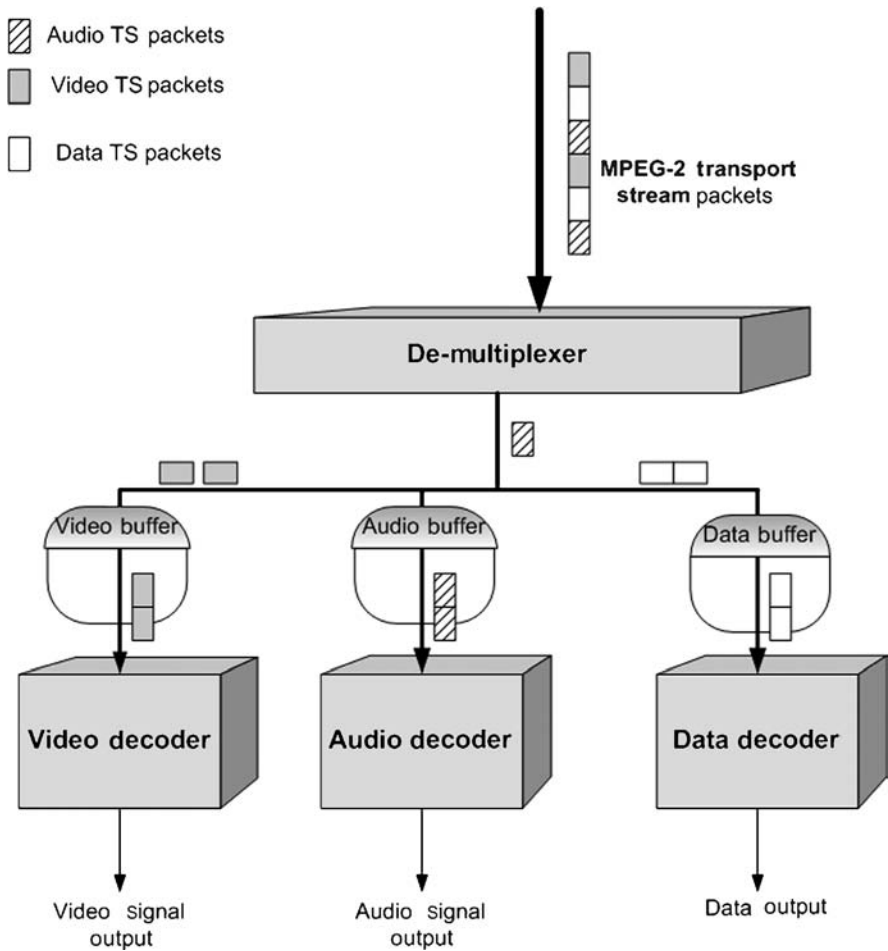 Audio TS packets
Video TS packets
Data TS packets
MPEG-2 transport
stream packets
De-multiplexer
Video buffer
Audio buffer
Data buffer
Video decoder
Audio decoder
Data decoder
Video signal
output
Audio signal
output
Data output